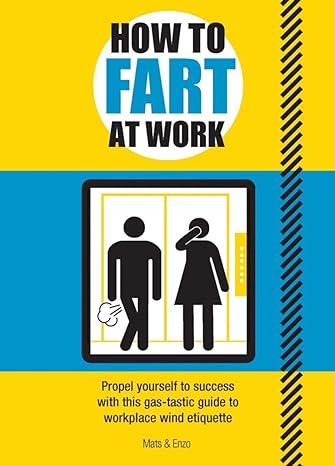 HOW TO
FART
AT WORK
Propel yourself to success
with this gas-tastic guide to
workplace wind etiquette
Mats & Enzo